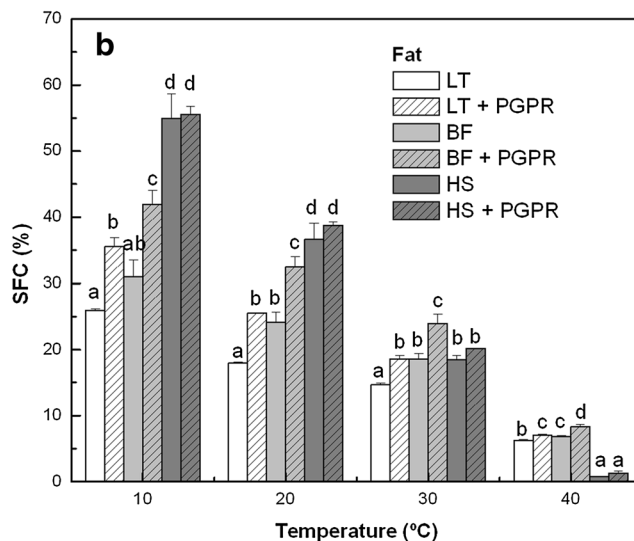 b
70
60
50
40
30
20
10
0
SFC (%)
Fat
LT
LT + PGPR
BF
BF + PGPR
HS
HS + PGPR
a b ab c d d
a b b c d d
a b b c b b
b c c d a a
10 20 30 40
Temperature (ºC)